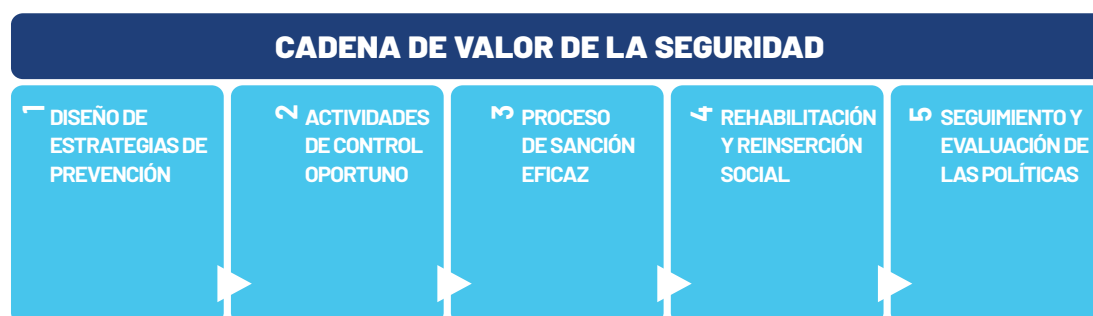 CADENA DE VALOR DE LA SEGURIDAD
1 DISEÑO DE
ESTRATEGIAS DE
PREVENCIÓN
2 ACTIVIDADES
DE CONTROL
OPORTUNO
3 PROCESO
DE SANCIÓN
EFICAZ
4 REHABILITACIÓN
Y REINSERCIÓN
SOCIAL
5 SEGUIMIENTO Y
EVALUACIÓN DE
LAS POLÍTICAS